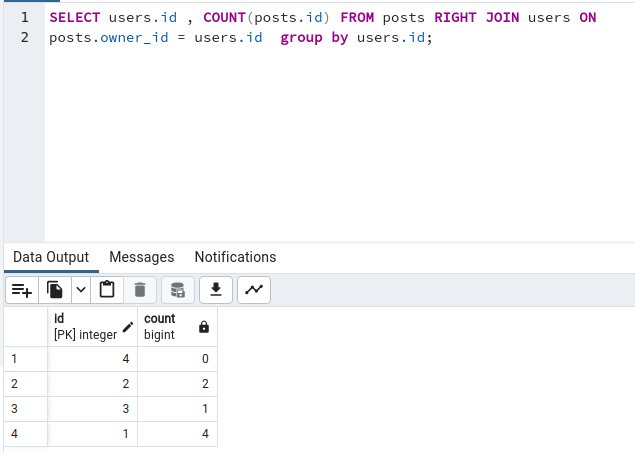 1 SELECT users.id , COUNT(posts.id) FROM posts RIGHT JOIN users ON
2 posts.owner_id = users.id  group by users.id;
Data Output Messages Notifications
id count
[PK] integer bigint
1 4 0
2 2 2
3 3 1
4 1 4